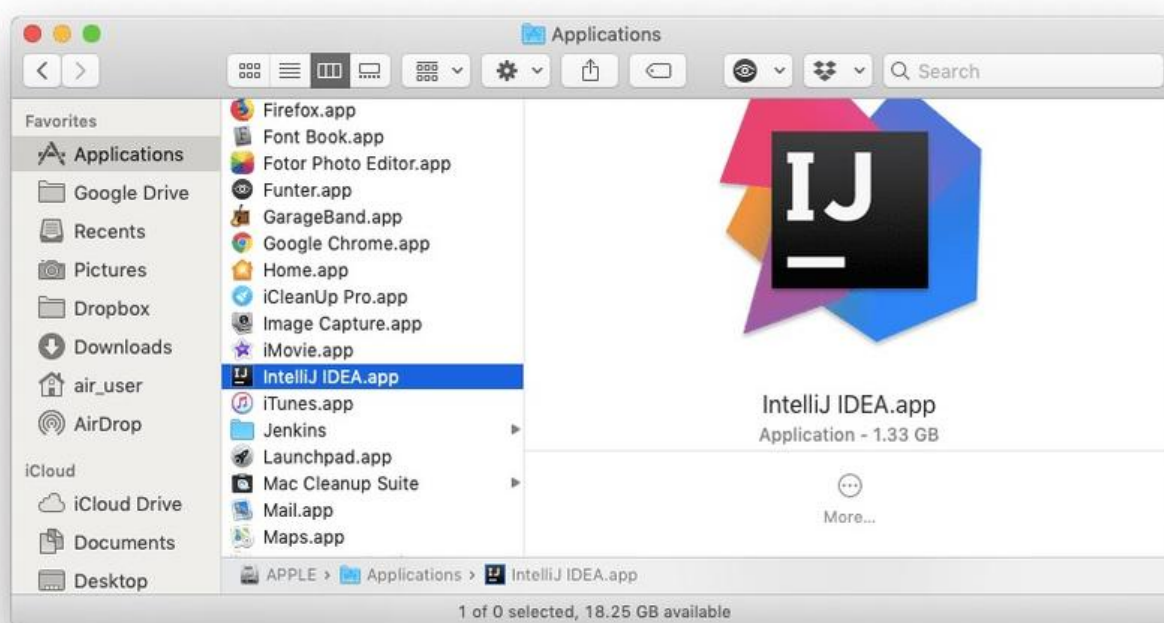 Applications
Search
Favorites
Applications
Google Drive
Recents
Pictures
Dropbox
Downloads
air_user
AirDrop
iCloud
iCloud Drive
Documents
Desktop
Firefox.app
Font Book.app
Fotor Photo Editor.app
Funter.app
GarageBand.app
Google Chrome.app
Home.app
iCleanUp Pro.app
Image Capture.app
iMovie.app
IntelliJ IDEA.app
iTunes.app
Jenkins
Launchpad.app
Mac Cleanup Suite
Mail.app
Maps.app
IJ
IntelliJ IDEA.app
Application - 1.33 GB
More...
APPLE › Applications › IntelliJ IDEA.app
1 of 0 selected, 18.25 GB available